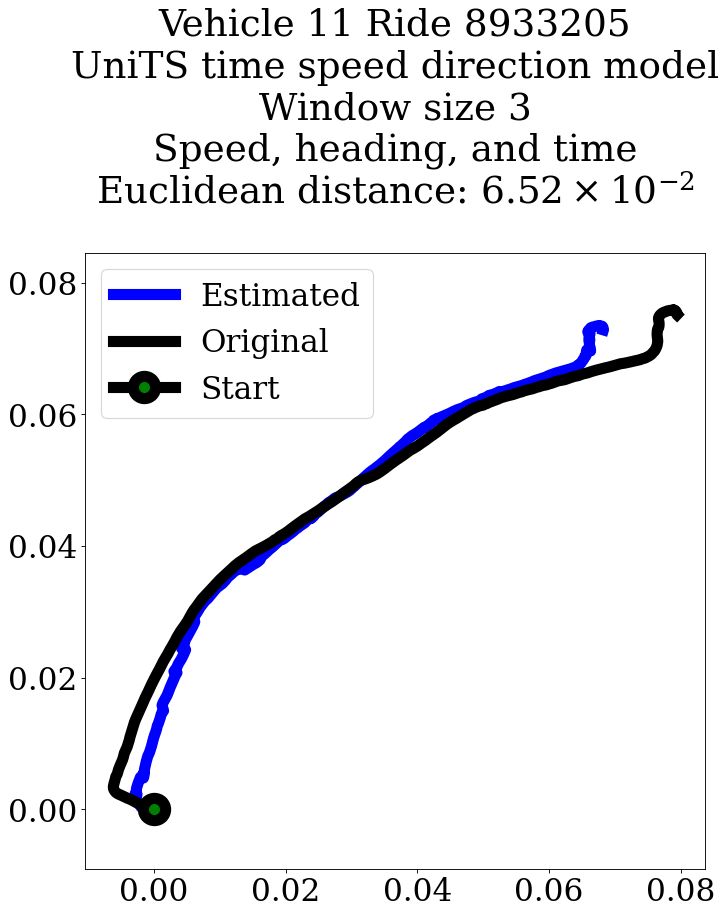 Vehicle 11 Ride 8933205
UniTS time speed direction model
Window size 3
Speed, heading, and time
Euclidean distance: 6.52 × 10⁻²
0.08
0.06
0.04
0.02
0.00
Estimated
Original
Start
0.00 0.02 0.04 0.06 0.08